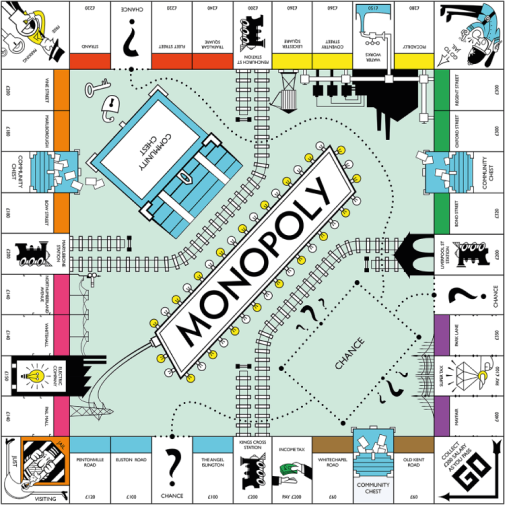 FREE
PARKING
£220
STRAND
CHANCE
£220
FLEET STREET
£240
TRAFALGAR
SQUARE
£200
FENCHURCH
STATION ST
£260
LEICESTER
SQUARE
£260
COVENTRY
STREET
£150
WATER
WORKS
£280
PICCADILLY
GO TO
JAIL
£200
VINE STREET
£180
MARLBOROUGH
COMMUNITY
CHEST
£180
BOW STREET
£200
MARYLEBONE
STATION
£160
NORTHUMBERLAND
AVENUE
£140
WHITEHALL
£150
ELECTRIC
COMPANY
£140
PALL MALL
REGENT STREET
£300
OXFORD STREET
£300
COMMUNITY CHEST
BOND STREET
£320
LIVERPOOL ST
STATION
£200
CHANCE
PARK LANE
£350
SUPER TAX
MAYFAIR
£400
COMMUNITY
CHEST
MONOPOLY
CHANCE
JAIL
JUST
VISITING
PENTONVILLE
ROAD
£120
EUSTON ROAD
£100
CHANCE
THE ANGEL
ISLINGTON
£100
KINGS CROSS
STATION
£200
INCOME TAX
PAY £200
WHITECHAPEL
ROAD
£60
COMMUNITY
CHEST
OLD KENT
ROAD
£60
COLLECT
£200 SALARY
AS YOU PASS
GO